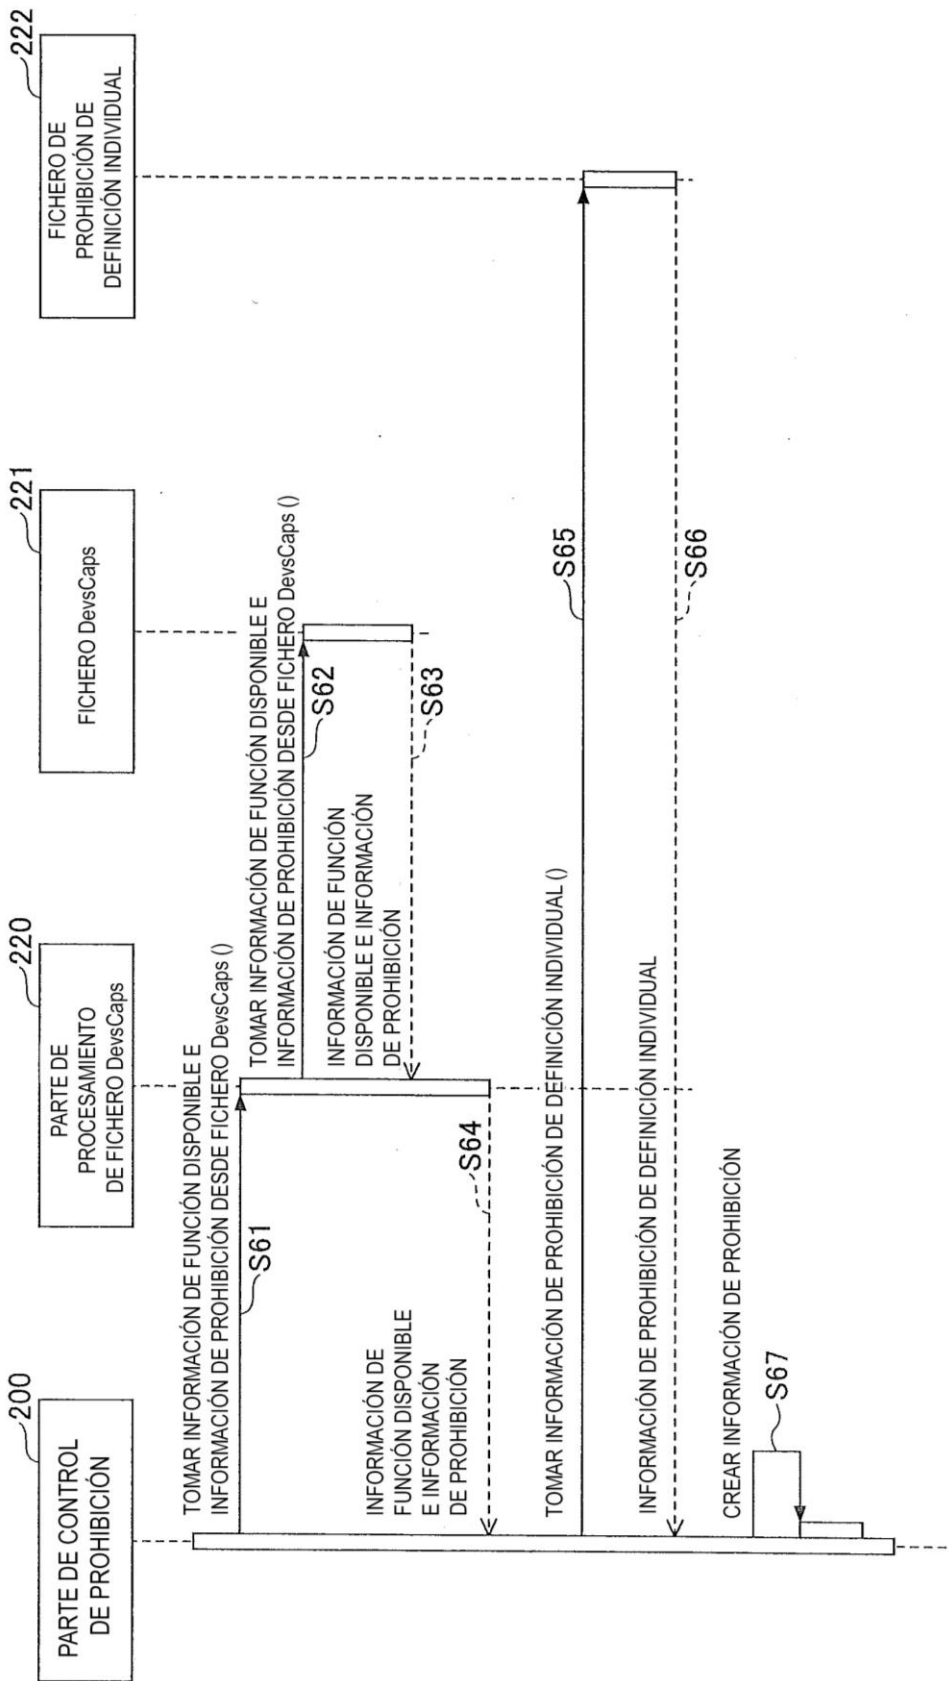 200
PARTE DE CONTROL
DE PROHIBICIÓN
220
PARTE DE
PROCESAMIENTO
DE FICHERO DevsCaps
221
FICHERO DevsCaps
222
FICHERO DE
PROHIBICIÓN DE
DEFINICIÓN INDIVIDUAL
TOMAR INFORMACIÓN DE FUNCIÓN DISPONIBLE E
INFORMACIÓN DE PROHIBICIÓN DESDE FICHERO DevsCaps ()
S61
TOMAR INFORMACIÓN DE FUNCIÓN DISPONIBLE E
INFORMACIÓN DE PROHIBICIÓN DESDE FICHERO DevsCaps ()
S62
INFORMACIÓN DE FUNCIÓN
DISPONIBLE E INFORMACIÓN
DE PROHIBICIÓN
S63
INFORMACIÓN DE
FUNCIÓN DISPONIBLE
E INFORMACIÓN
DE PROHIBICIÓN
S64
TOMAR INFORMACIÓN DE PROHIBICIÓN DE DEFINICIÓN INDIVIDUAL ()
S65
INFORMACIÓN DE PROHIBICIÓN DE DEFINICIÓN INDIVIDUAL
S66
CREAR INFORMACIÓN DE PROHIBICIÓN
S67